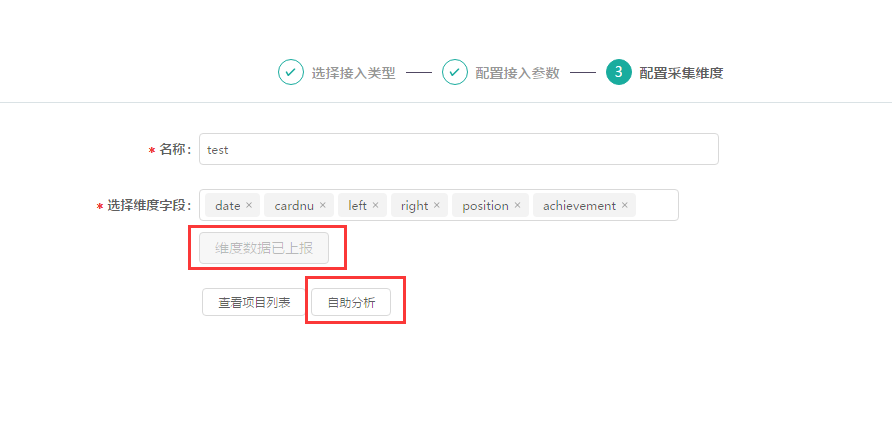 选择接入类型 配置接入参数 3 配置采集维度
* 名称: test
* 选择维度字段: date × cardnu × left × right × position × achievement ×
维度数据已上报
查看项目列表 自助分析